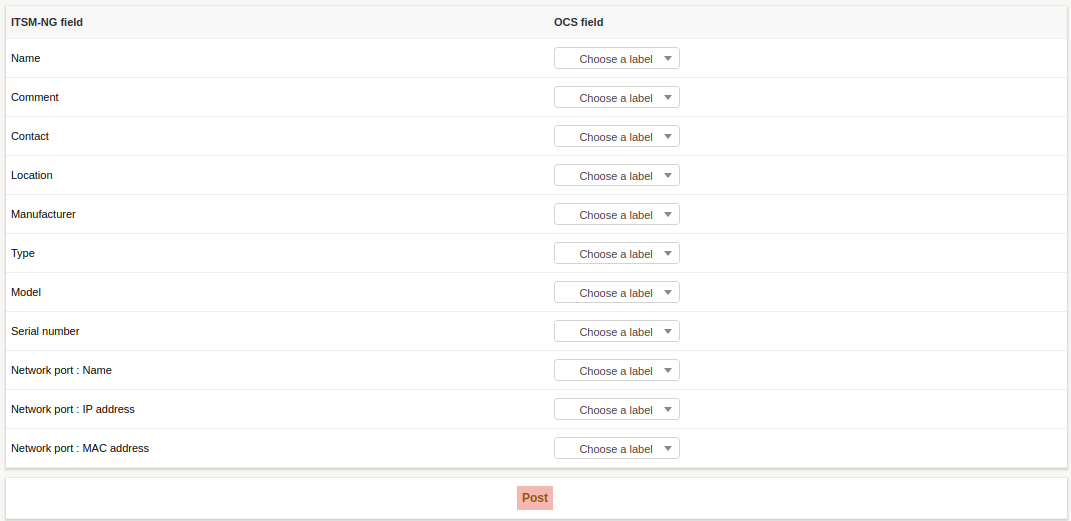 ITSM-NG field OCS field
Name Choose a label
Comment Choose a label
Contact Choose a label
Location Choose a label
Manufacturer Choose a label
Type Choose a label
Model Choose a label
Serial number Choose a label
Network port : Name Choose a label
Network port : IP address Choose a label
Network port : MAC address Choose a label
Post